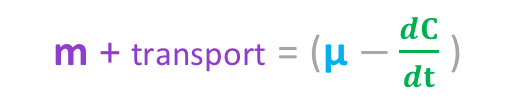 m + transport = (μ − dC/dt)